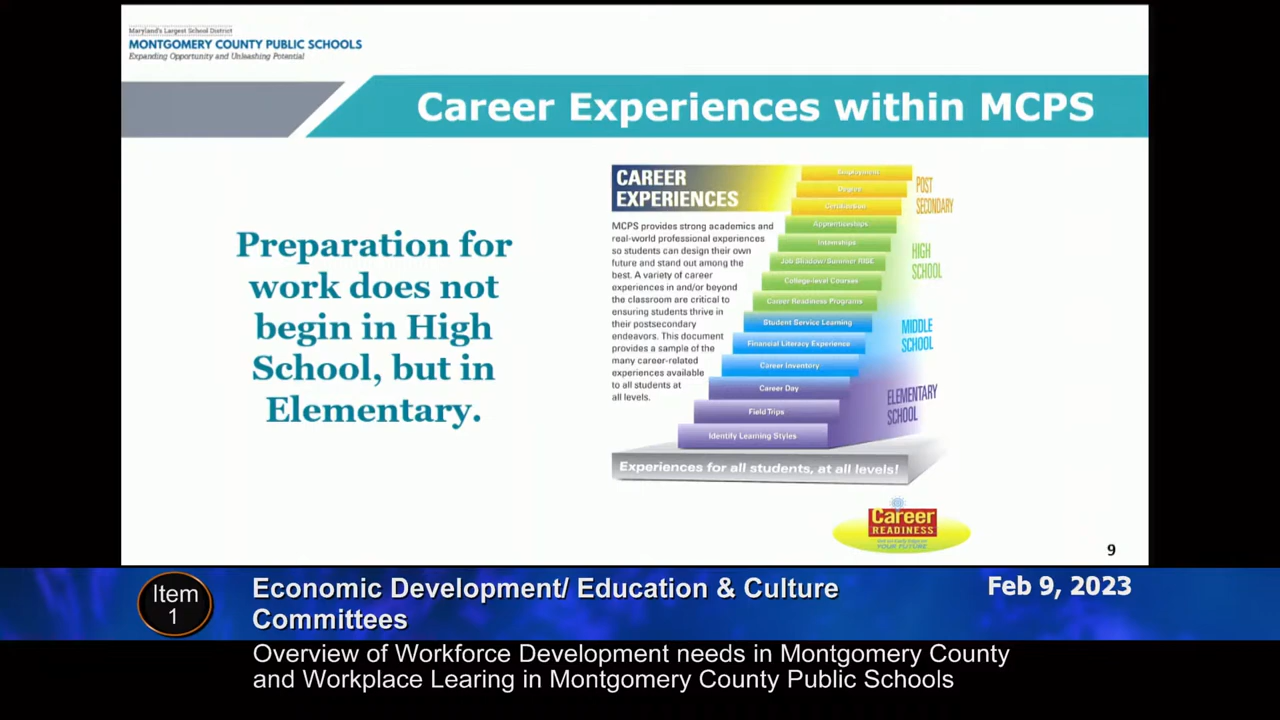 Maryland's Largest School District
MONTGOMERY COUNTY PUBLIC SCHOOLS
Expanding Opportunity and Unleashing Potential
Career Experiences within MCPS
Preparation for
work does not
begin in High
School, but in
Elementary.
CAREER
EXPERIENCES
MCPS provides strong academics and
real-world professional experiences
so students can design their own
future and stand out among the
best. A variety of career
experiences in and/or beyond
the classroom are critical to
ensuring students thrive in
their postsecondary
endeavors. This document
provides a sample of the
many career-related
experiences available
to all students at
all levels.
Employment
Degree
Certification
Apprenticeships
Internships
Job Shadow/Summer RISE
College-level Courses
Career Readiness Programs
Student Service Learning
Financial Literacy Experience
Career Inventory
Career Day
Field Trips
Identify Learning Styles
POST
SECONDARY
HIGH
SCHOOL
MIDDLE
SCHOOL
ELEMENTARY
SCHOOL
Experiences for all students, at all levels!
Career
READINESS
YOUR FUTURE
9
Item
1
Economic Development/ Education & Culture
Committees
Feb 9, 2023
Overview of Workforce Development needs in Montgomery County
and Workplace Learing in Montgomery County Public Schools